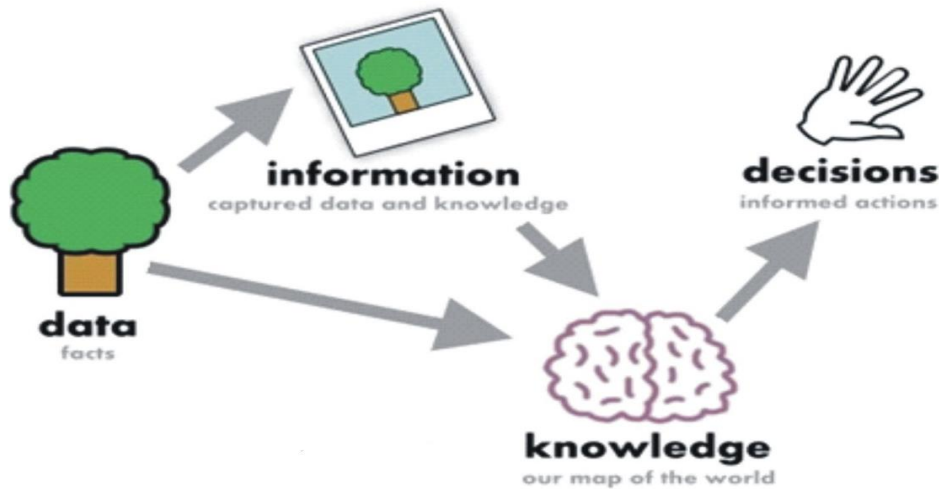 information
captured data and knowledge
decisions
informed actions
data
facts
knowledge
our map of the world